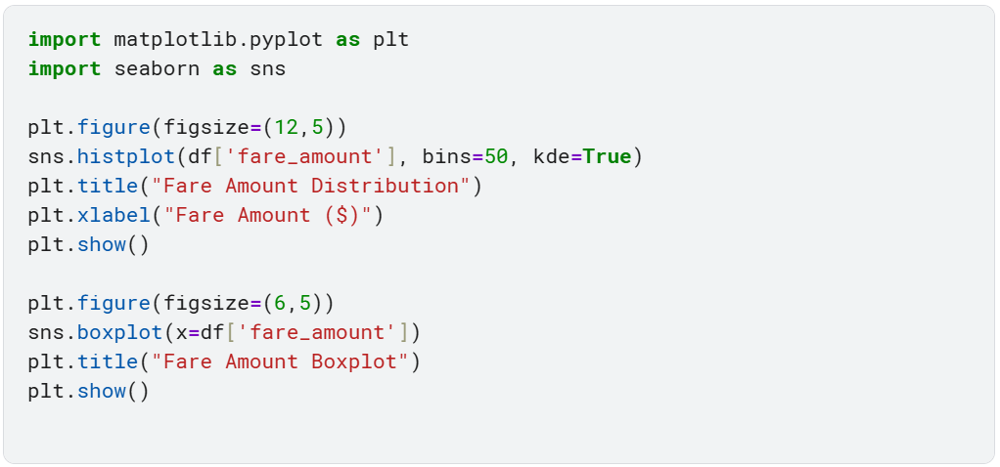 import matplotlib.pyplot as plt
import seaborn as sns
plt.figure(figsize=(12,5))
sns.histplot(df['fare_amount'], bins=50, kde=True)
plt.title("Fare Amount Distribution")
plt.xlabel("Fare Amount ($)")
plt.show()
plt.figure(figsize=(6,5))
sns.boxplot(x=df['fare_amount'])
plt.title("Fare Amount Boxplot")
plt.show()